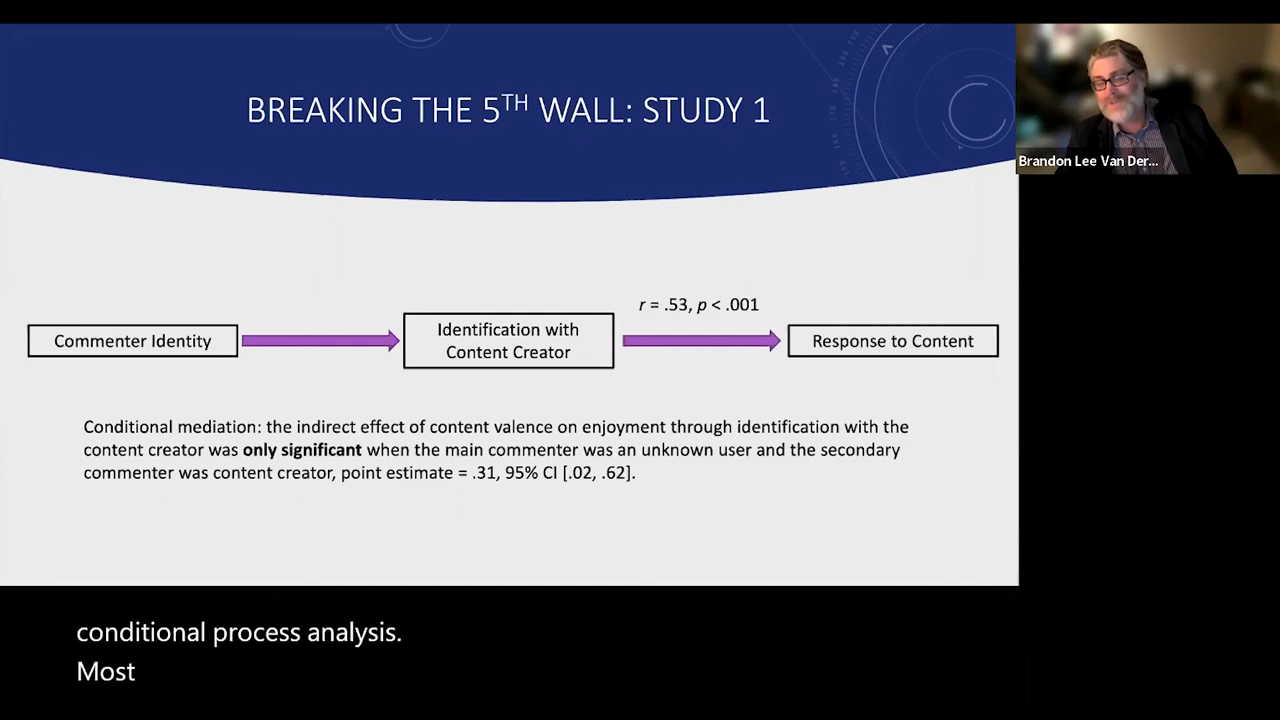 BREAKING THE 5TH WALL: STUDY 1
Brandon Lee Van Der...
r = .53, p < .001
Commenter Identity
Identification with
Content Creator
Response to Content
Conditional mediation: the indirect effect of content valence on enjoyment through identification with the
content creator was only significant when the main commenter was an unknown user and the secondary
commenter was content creator, point estimate = .31, 95% CI [.02, .62].
conditional process analysis.
Most